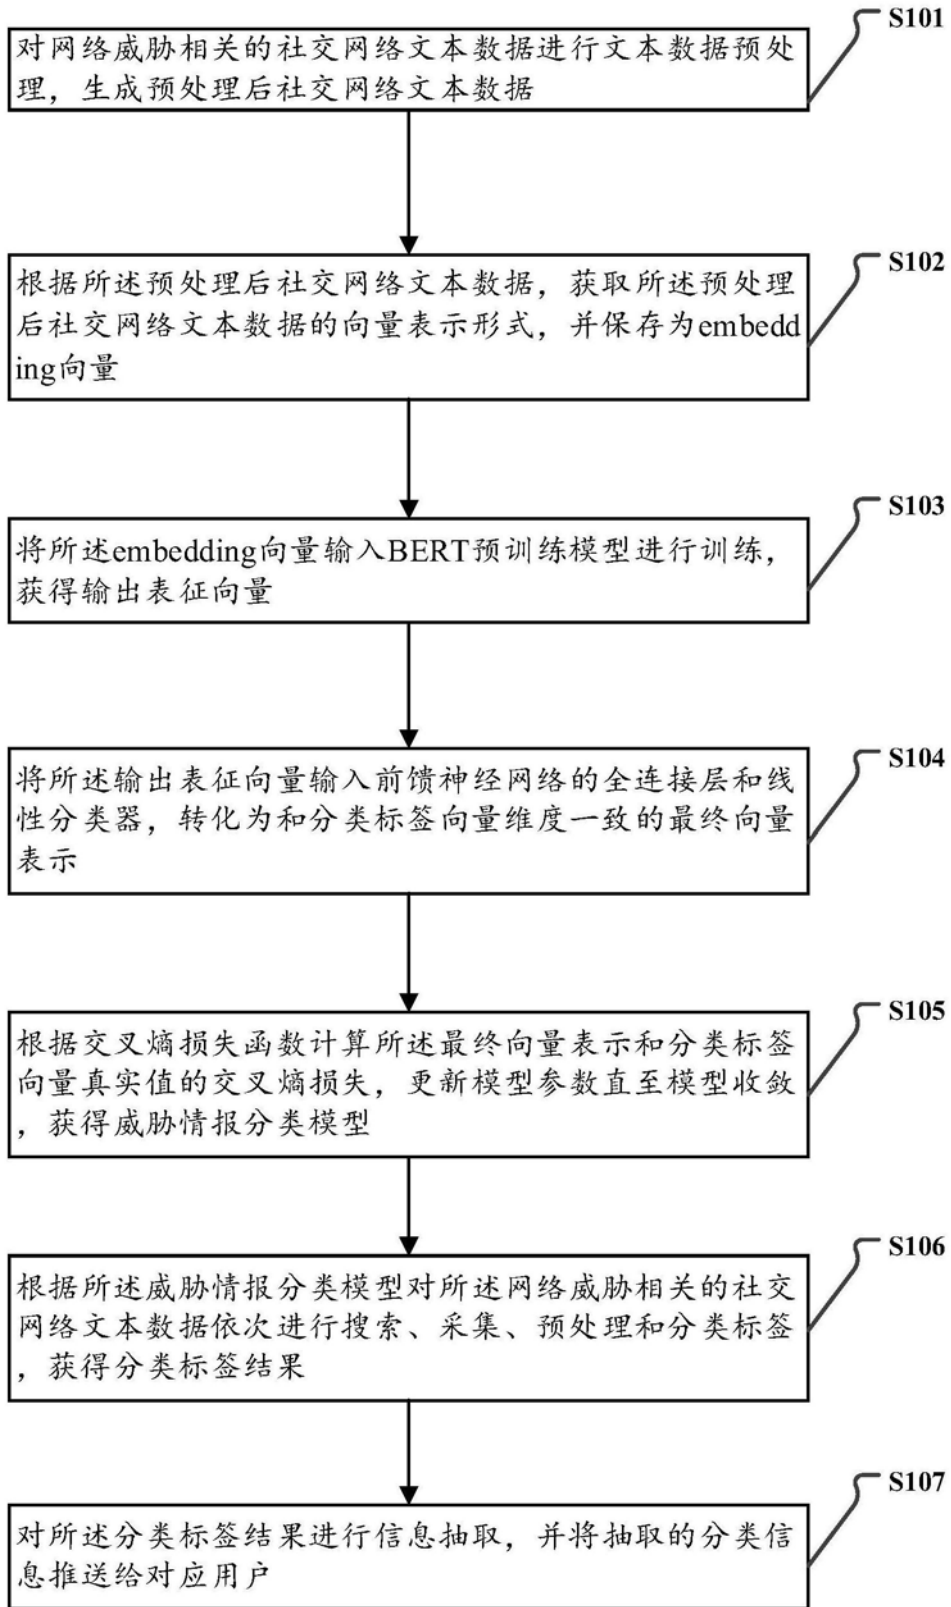 S101
对网络威胁相关的社交网络文本数据进行文本数据预处
理，生成预处理后社交网络文本数据
S102
根据所述预处理后社交网络文本数据，获取所述预处理
后社交网络文本数据的向量表示形式，并保存为embedd
ing向量
S103
将所述embedding向量输入BERT预训练模型进行训练，
获得输出表征向量
S104
将所述输出表征向量输入前馈神经网络的全连接层和线
性分类器，转化为和分类标签向量维度一致的最终向量
表示
S105
根据交叉熵损失函数计算所述最终向量表示和分类标签
向量真实值的交叉熵损失，更新模型参数直至模型收敛
，获得威胁情报分类模型
S106
根据所述威胁情报分类模型对所述网络威胁相关的社交
网络文本数据依次进行搜索、采集、预处理和分类标签
，获得分类标签结果
S107
对所述分类标签结果进行信息抽取，并将抽取的分类信
息推送给对应用户